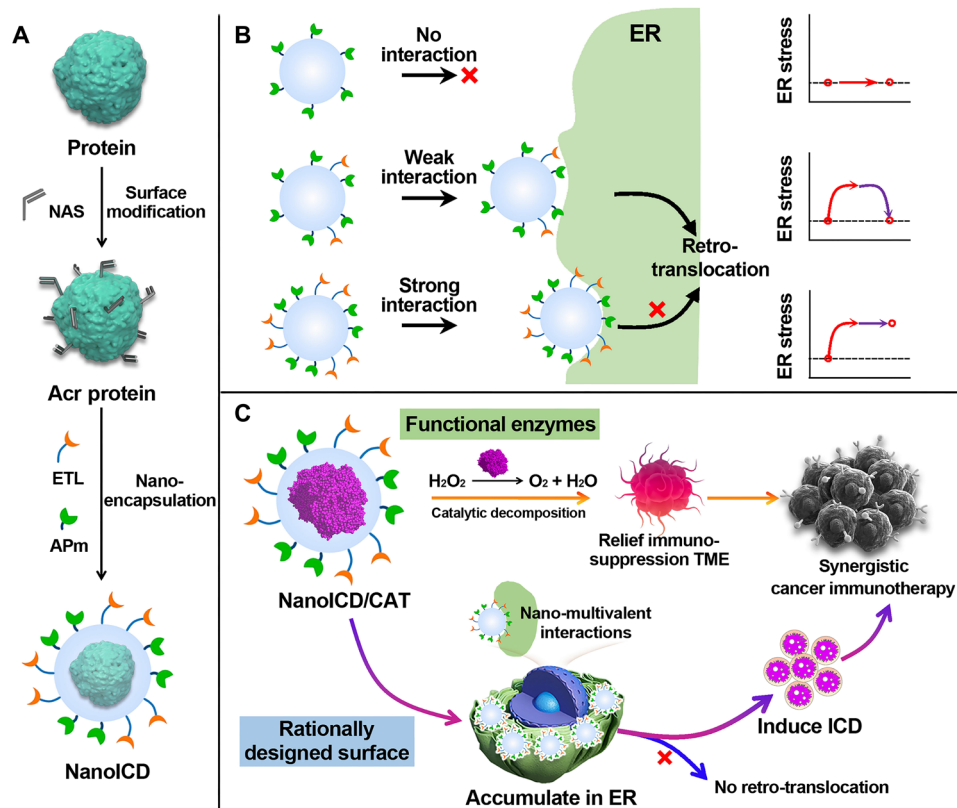 A
Protein
NAS
Surface
modification
Acr protein
ETL
APm
Nano-
encapsulation
NanoICD
B
No
interaction
Weak
interaction
Strong
interaction
ER
Retro-
translocation
ER stress
ER stress
ER stress
C
Functional enzymes
H₂O₂ O₂ + H₂O
Catalytic decomposition
Relief immuno-
suppression TME
Synergistic
cancer immunotherapy
NanoICD/CAT
Nano-multivalent
interactions
Rationally
designed surface
Accumulate in ER
Induce ICD
No retro-translocation